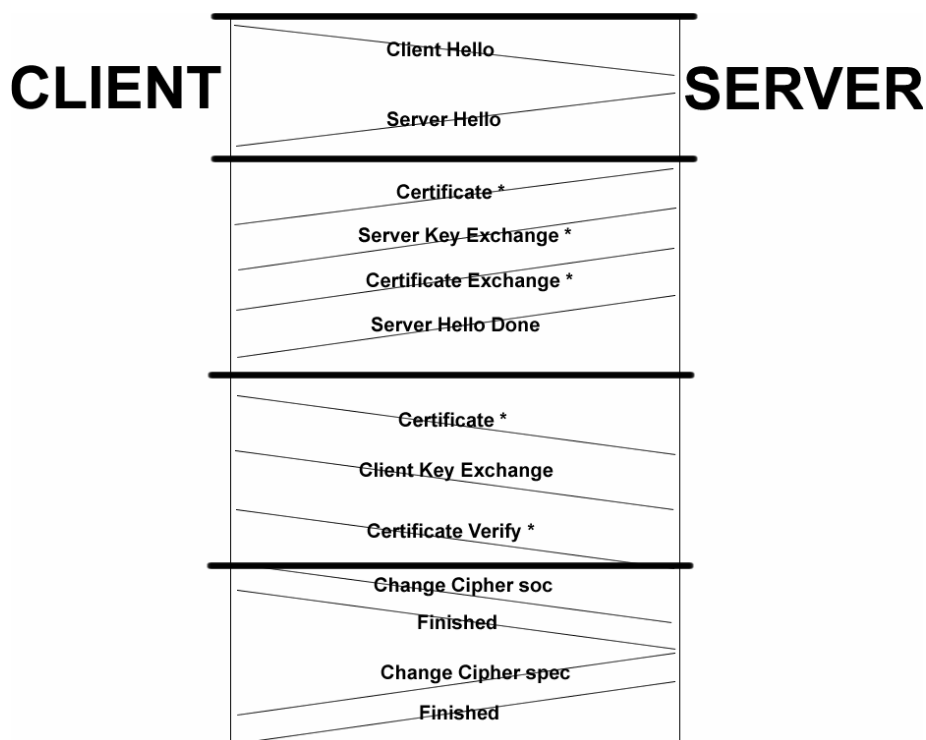 Client Hello
CLIENT
SERVER
Server Hello
Certificate *
Server Key Exchange *
Certificate Exchange *
Server Hello Done
Certificate *
Client Key Exchange
Certificate Verify *
Change Cipher soc
Finished
Change Cipher spec
Finished